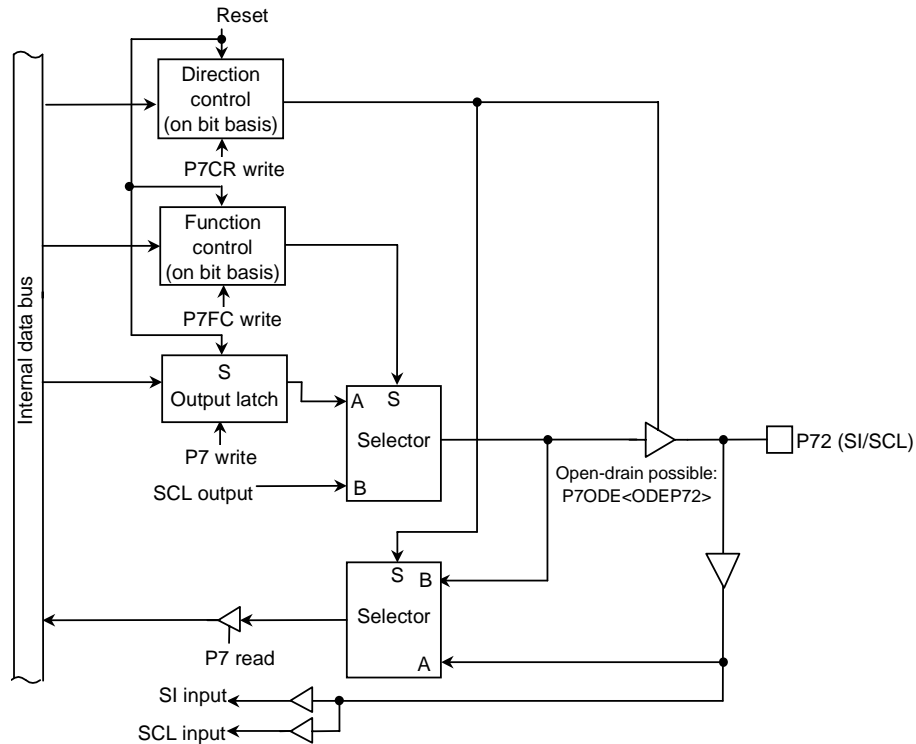 Reset
Direction
control
(on bit basis)
P7CR write
Function
control
(on bit basis)
P7FC write
Internal data bus
S
Output latch
P7 write
SCL output
A
S
Selector
B
P72 (SI/SCL)
Open-drain possible:
P7ODE<ODEP72>
S
B
Selector
A
P7 read
SI input
SCL input